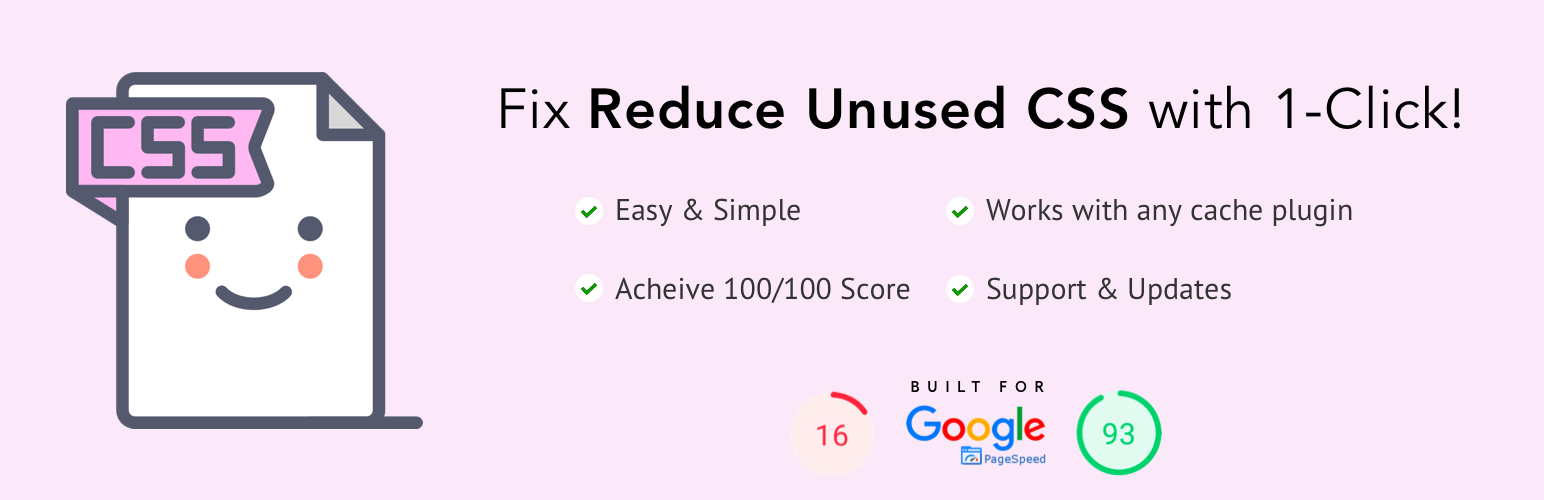 CSS
Fix Reduce Unused CSS with 1-Click!
Easy & Simple
Works with any cache plugin
Acheive 100/100 Score
Support & Updates
BUILT FOR
16
Google
93
PageSpeed